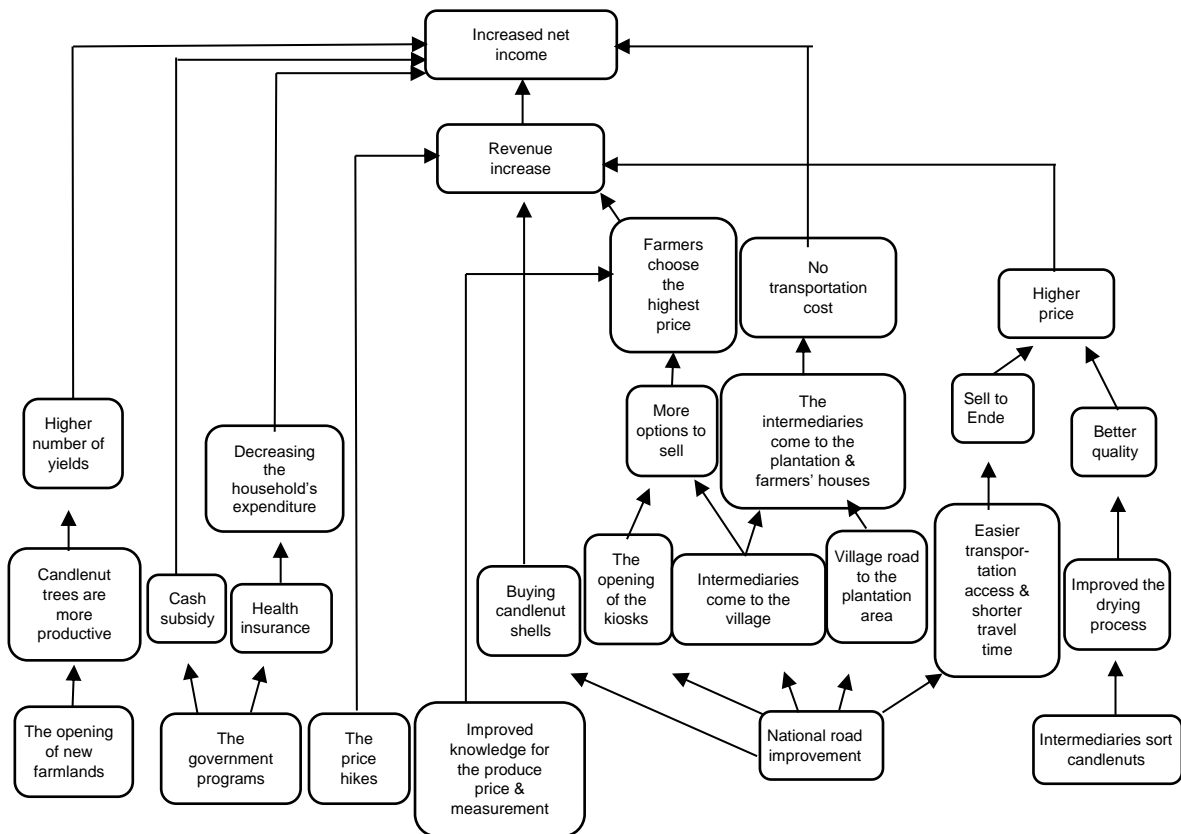 Increased net
income
Revenue
increase
Farmers
choose
the
highest
price
No
transportation
cost
Higher
price
Higher
number of
yields
Decreasing
the
household's
expenditure
More
options to
sell
The
intermediaries
come to the
plantation &
farmers' houses
Sell to
Ende
Better
quality
Candlenut
trees are
more
productive
Cash
subsidy
Health
insurance
Buying
candlenut
shells
The
opening
of the
kiosks
Intermediaries
come to the
village
Village road
to the
plantation
area
Easier
transpor-
tation
access &
shorter
travel
time
Improved the
drying
process
The opening
of new
farmlands
The
government
programs
The
price
hikes
Improved
knowledge for
the produce
price &
measurement
National road
improvement
Intermediaries sort
candlenuts